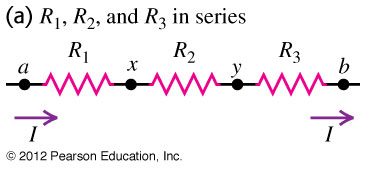 (a) R₁, R₂, and R₃ in series
R₁ R₂ R₃
a x y b
I I
© 2012 Pearson Education, Inc.